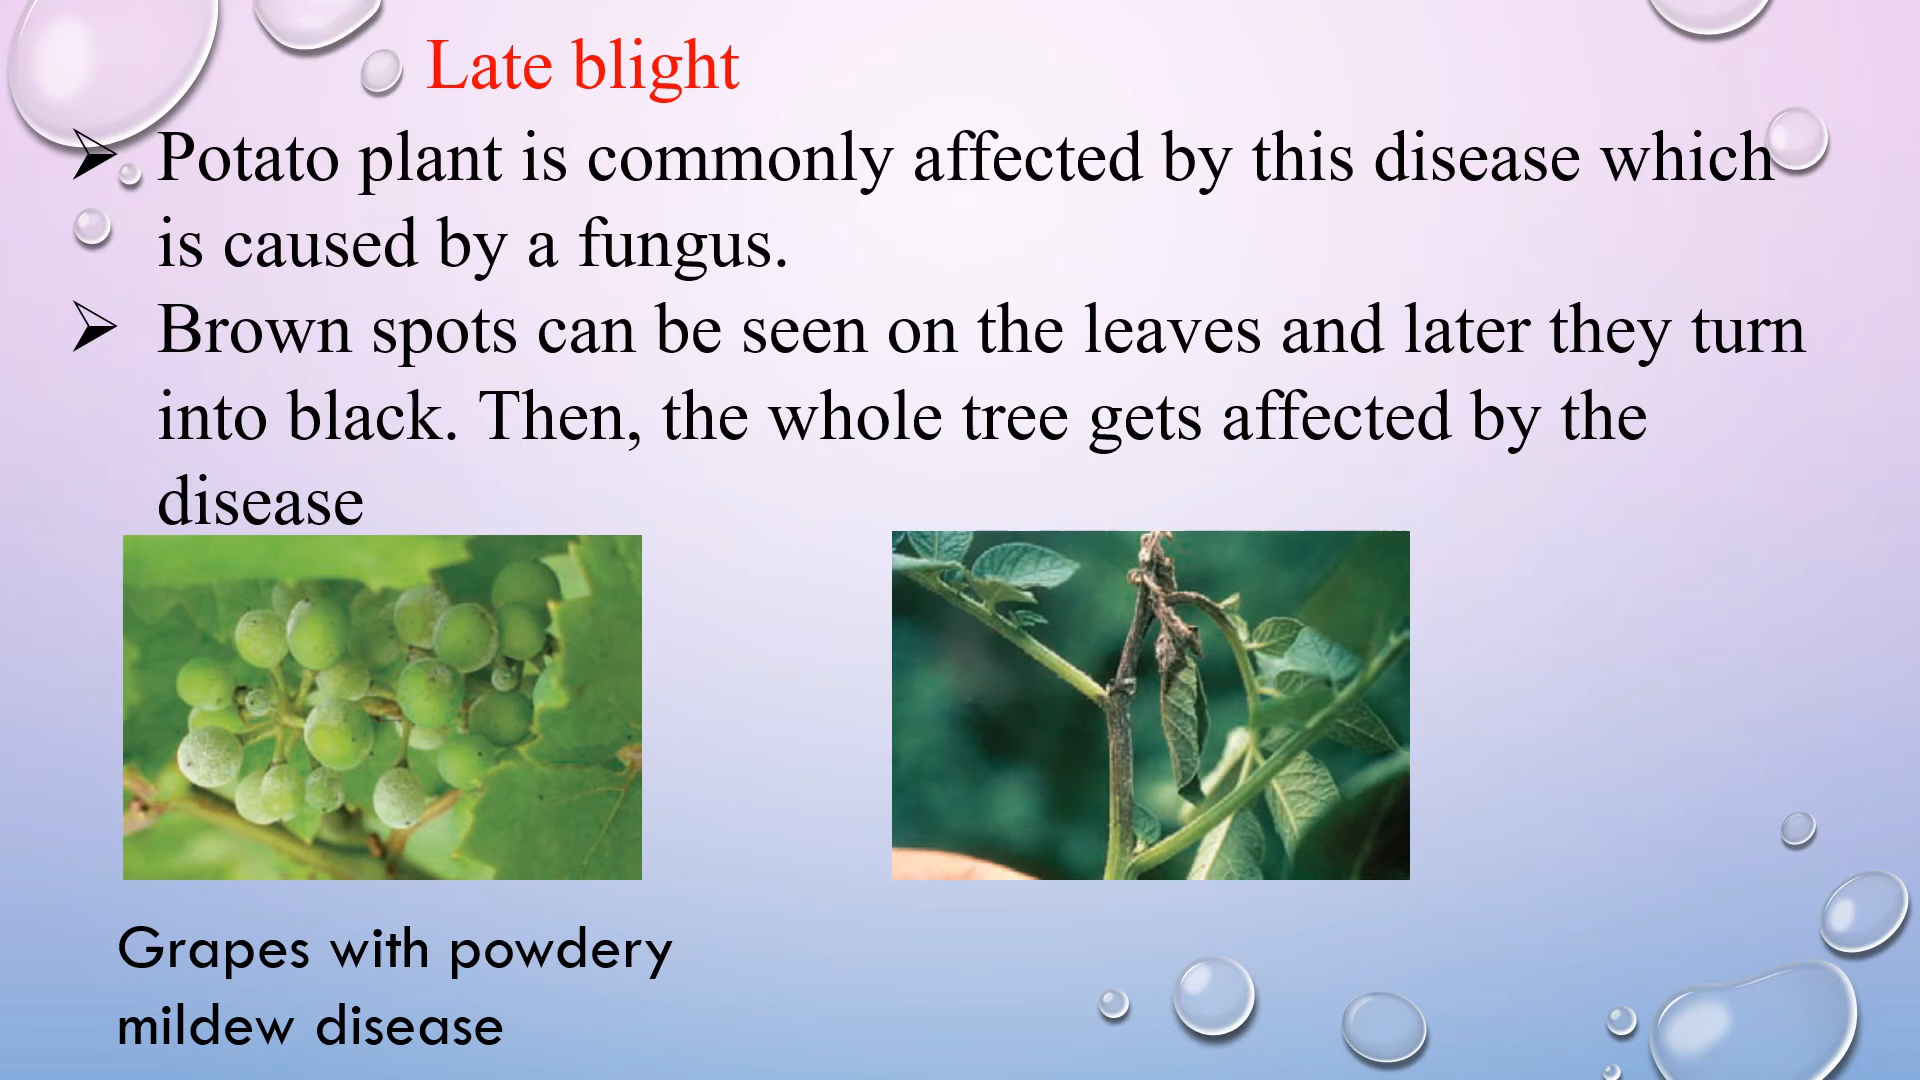 Late blight
➢ Potato plant is commonly affected by this disease which
is caused by a fungus.
➢ Brown spots can be seen on the leaves and later they turn
into black. Then, the whole tree gets affected by the
disease
Grapes with powdery
mildew disease